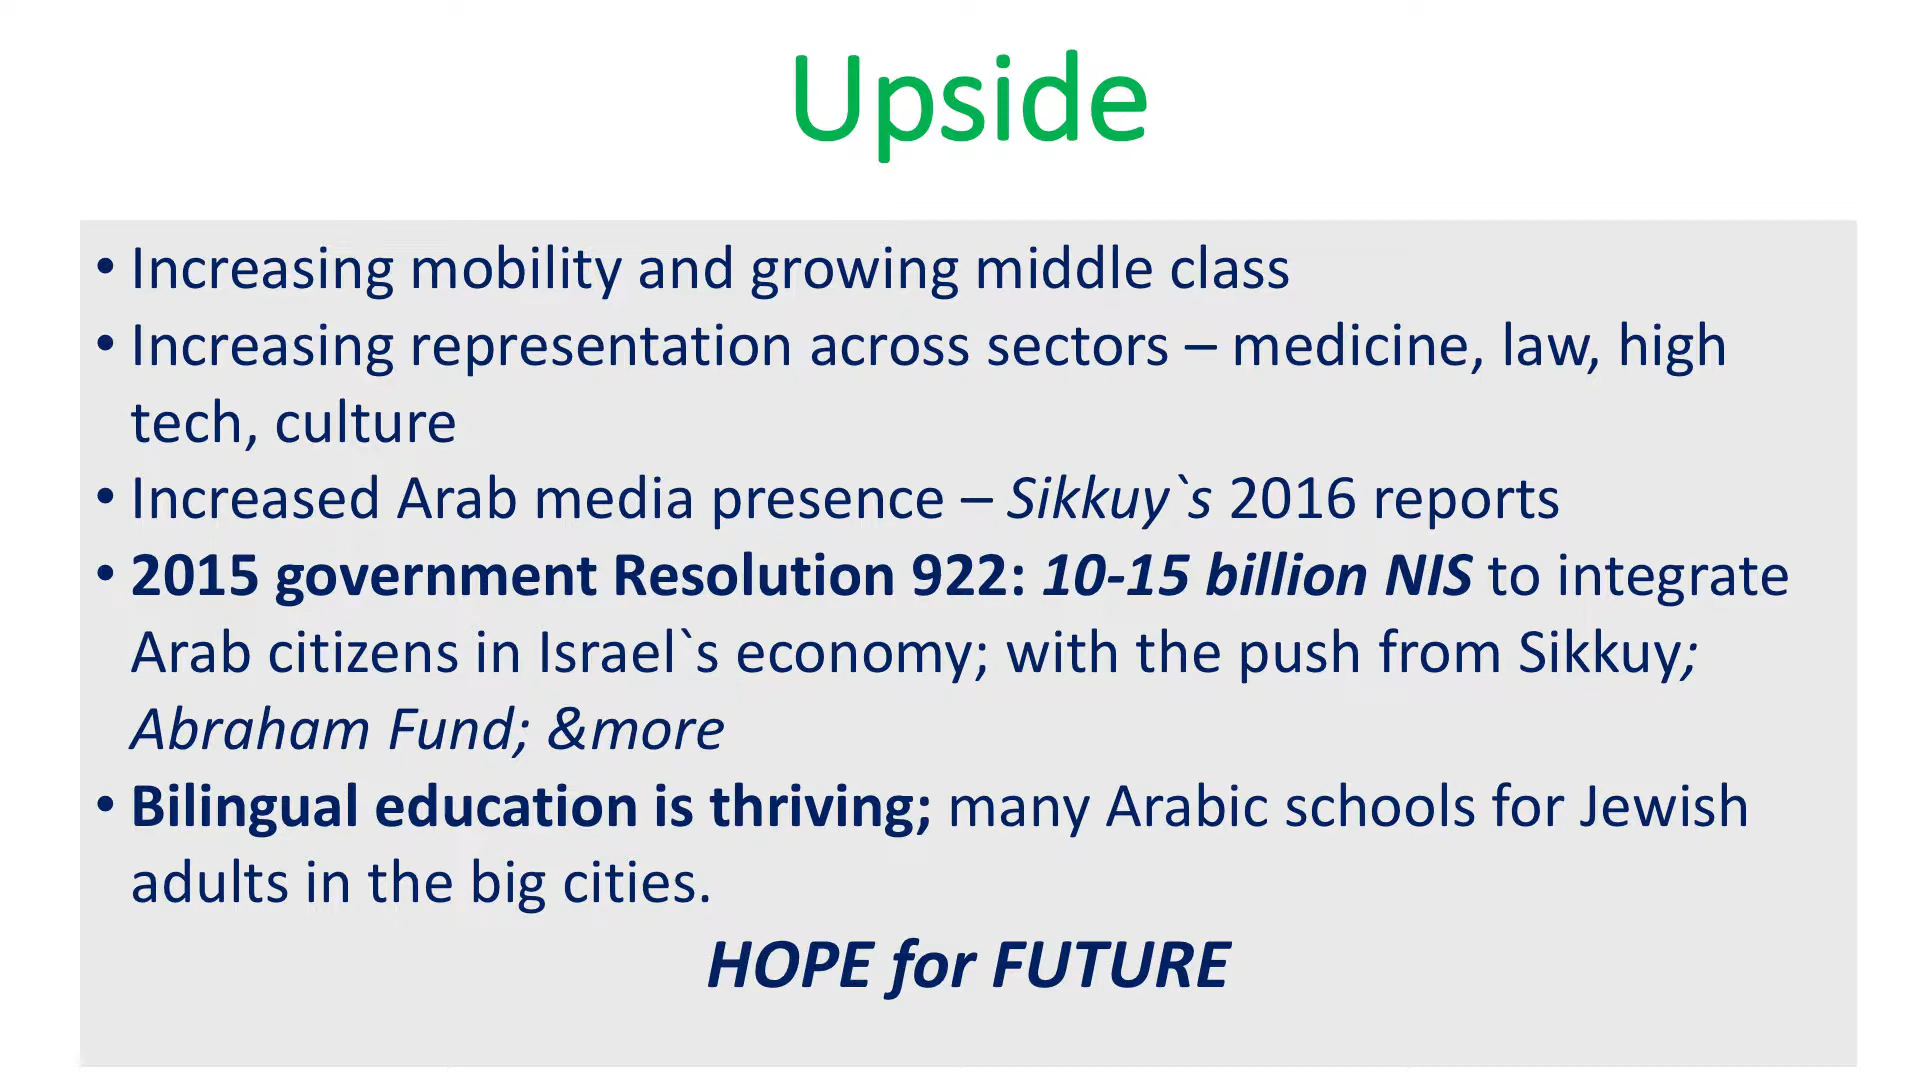 Upside
• Increasing mobility and growing middle class
• Increasing representation across sectors – medicine, law, high
tech, culture
• Increased Arab media presence – Sikkuy`s 2016 reports
• 2015 government Resolution 922: 10-15 billion NIS to integrate
Arab citizens in Israel`s economy; with the push from Sikkuy;
Abraham Fund; &more
• Bilingual education is thriving; many Arabic schools for Jewish
adults in the big cities.
HOPE for FUTURE